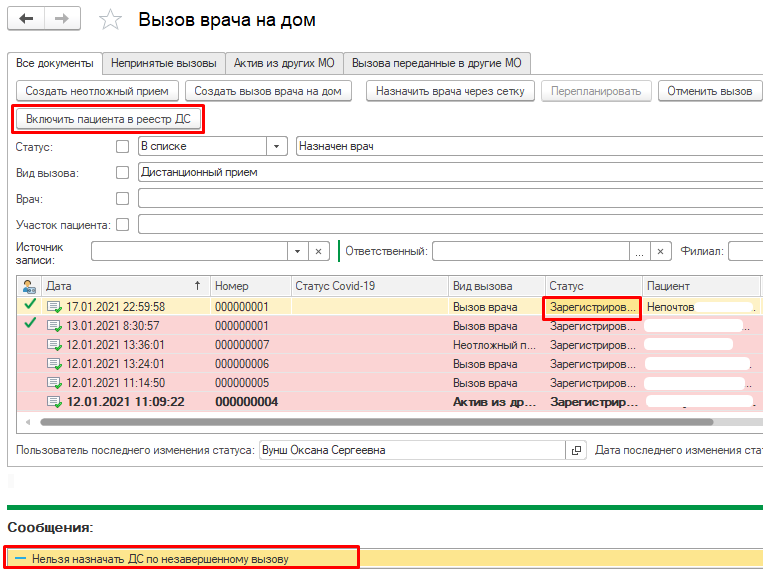 Вызов врача на дом
Все документы Непринятые вызовы Актив из других МО Вызова переданные в другие МО
Создать неотложный прием Создать вызов врача на дом Назначить врача через сетку Перепланировать Отменить вызов
Включить пациента в реестр ДС
Статус: В списке Назначен врач
Вид вызова: Дистанционный прием
Врач:
Участок пациента:
Источник записи: Ответственный: ... Филиал:
Дата ↑ Номер Статус Covid-19 Вид вызова Статус Пациент
17.01.2021 22:59:58 000000001 Вызов врача Зарегистриров... Непочтов
13.01.2021 8:30:57 000000001 Вызов врача Зарегистриров...
12.01.2021 13:36:01 000000007 Неотложный п... Зарегистриров...
12.01.2021 13:24:01 000000006 Вызов врача Зарегистриров...
12.01.2021 11:14:50 000000005 Вызов врача Зарегистриров...
12.01.2021 11:09:22 000000004 Актив из др... Зарегистрир...
Пользователь последнего изменения статуса: Вунш Оксана Сергеевна Дата последнего изменения ста
Сообщения:
Нельзя назначать ДС по незавершенному вызову